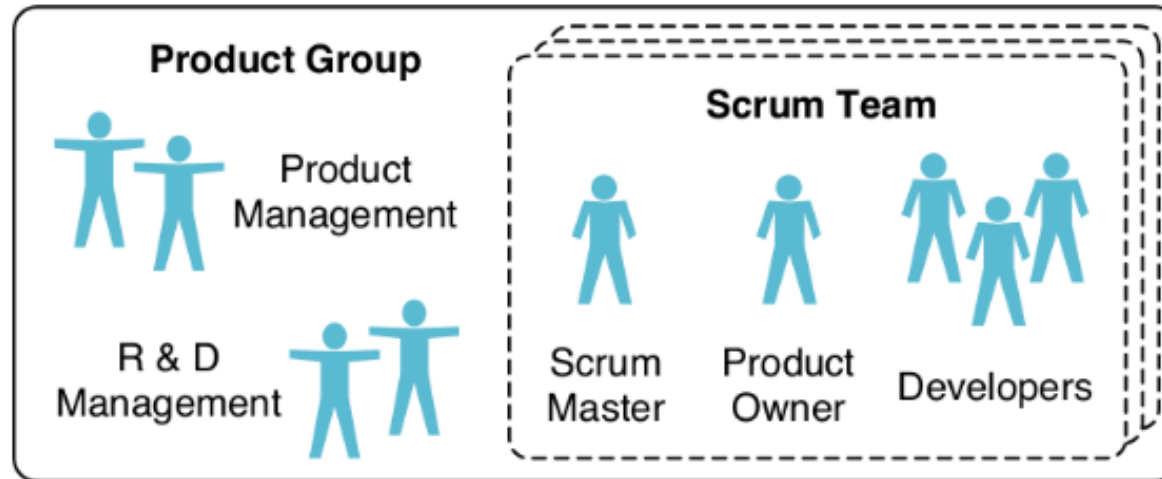 Product Group
Product
Management
R & D
Management
Scrum Team
Scrum
Master
Product
Owner
Developers